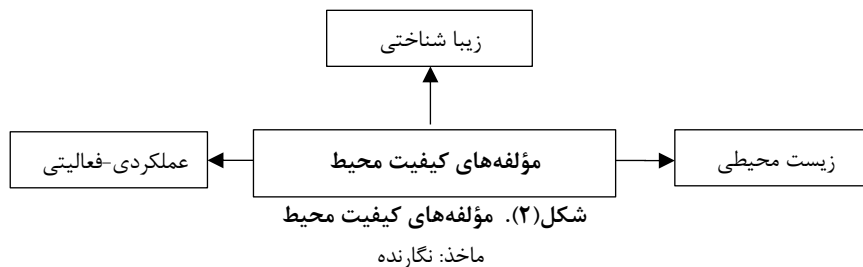 زیبا شناختی
زیست محیطی
مؤلفه‌های کیفیت محیط
عملکردی-فعالیتی
شکل(۲). مؤلفه‌های کیفیت محیط
ماخذ: نگارنده